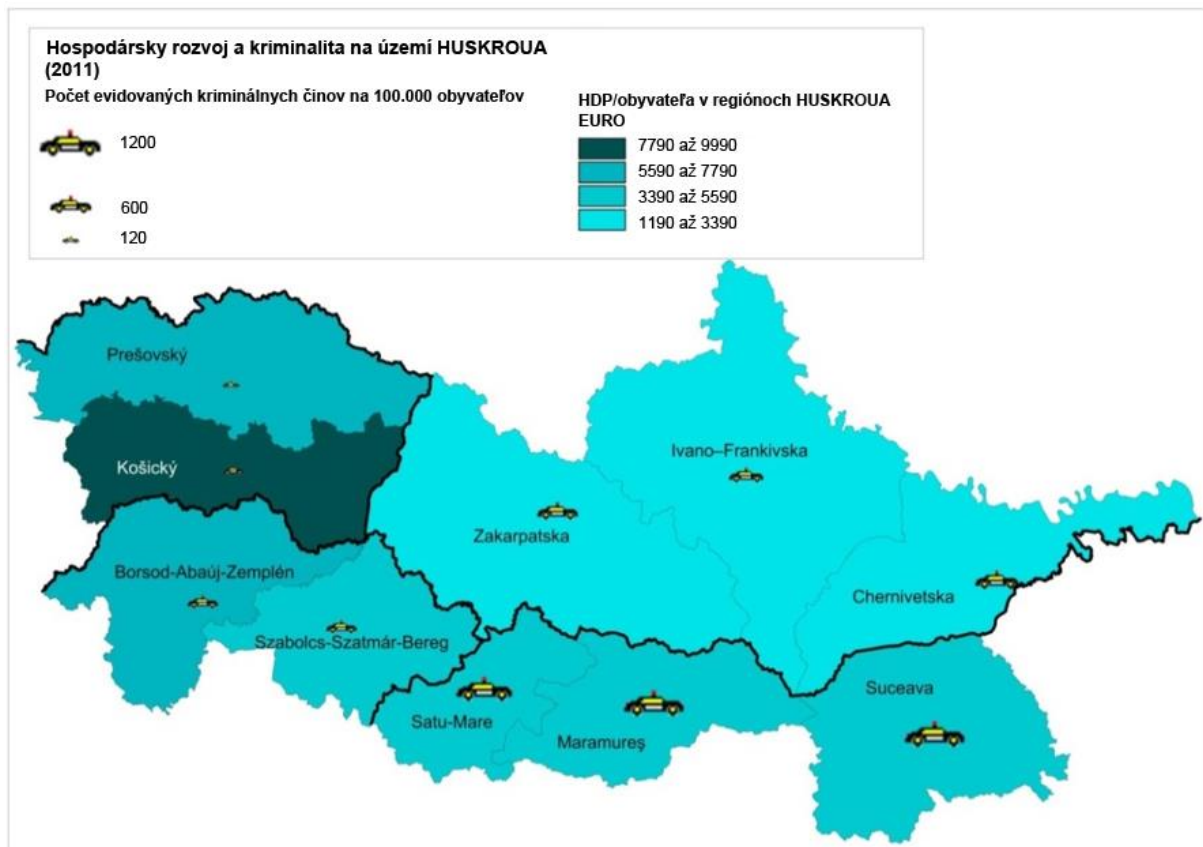 Hospodársky rozvoj a kriminalita na území HUSKROUA
(2011)
Počet evidovaných kriminálnych činov na 100.000 obyvateľov
1200
600
120
HDP/obyvateľa v regiónoch HUSKROUA
EURO
7790 až 9990
5590 až 7790
3390 až 5590
1190 až 3390
Prešovský
Ivano–Frankivska
Košický
Zakarpatska
Borsod-Abaúj-Zemplén
Chernivetska
Szabolcs-Szatmár-Bereg
Suceava
Satu-Mare
Maramureş